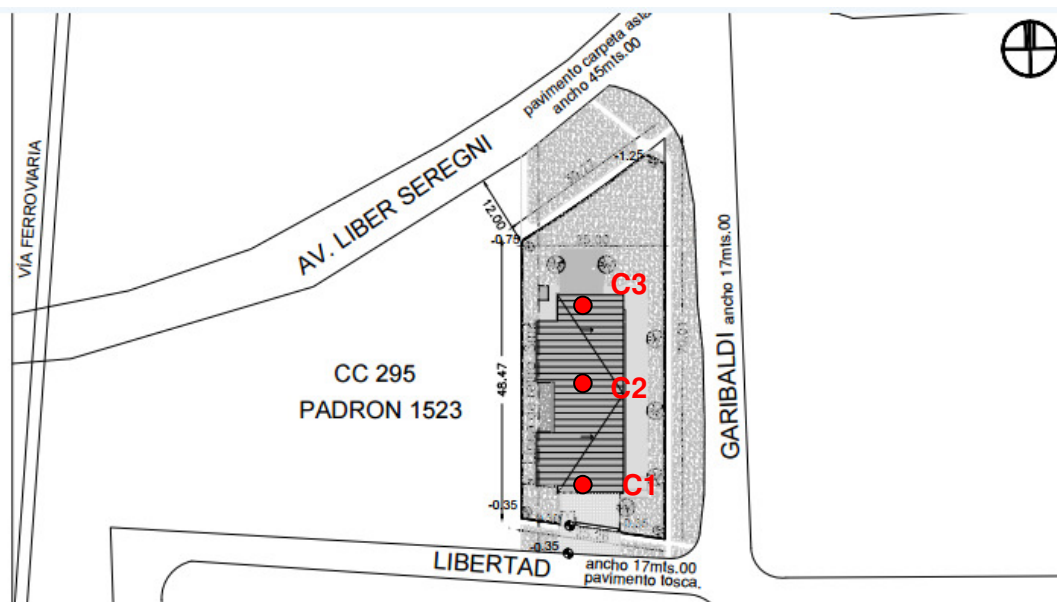 pavimento carpeta asfa
ancho 45mts.00
AV. LIBER SEREGNI
VÍA FERROVIARIA
-1.25
12.00
-0.75
C3
GARIBALDI ancho 17mts.00
CC 295
PADRON 1523
48.47
C2
C1
-0.35
-0.35
LIBERTAD
ancho 17mts.00
pavimento tosca.